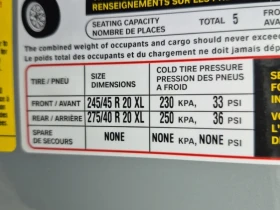 RENSEIGNEMENTS SUR LES
SEATING CAPACITY
NOMBRE DE PLACES
TOTAL 5
FRO
AVA
The combined weight of occupants and cargo should never exceed
Le poids total des occupants et du chargement ne doit jamais dépa
TIRE / PNEU
SIZE
DIMENSIONS
COLD TIRE PRESSURE
PRESSION DES PNEUS
A FROID
FRONT / AVANT 245/45 R 20 XL 230 KPA, 33 PSI
REAR / ARRIÈRE 275/40 R 20 XL 250 KPA, 36 PSI
SPARE
DE SECOURS
NONE NONE KPA, NONE PSI